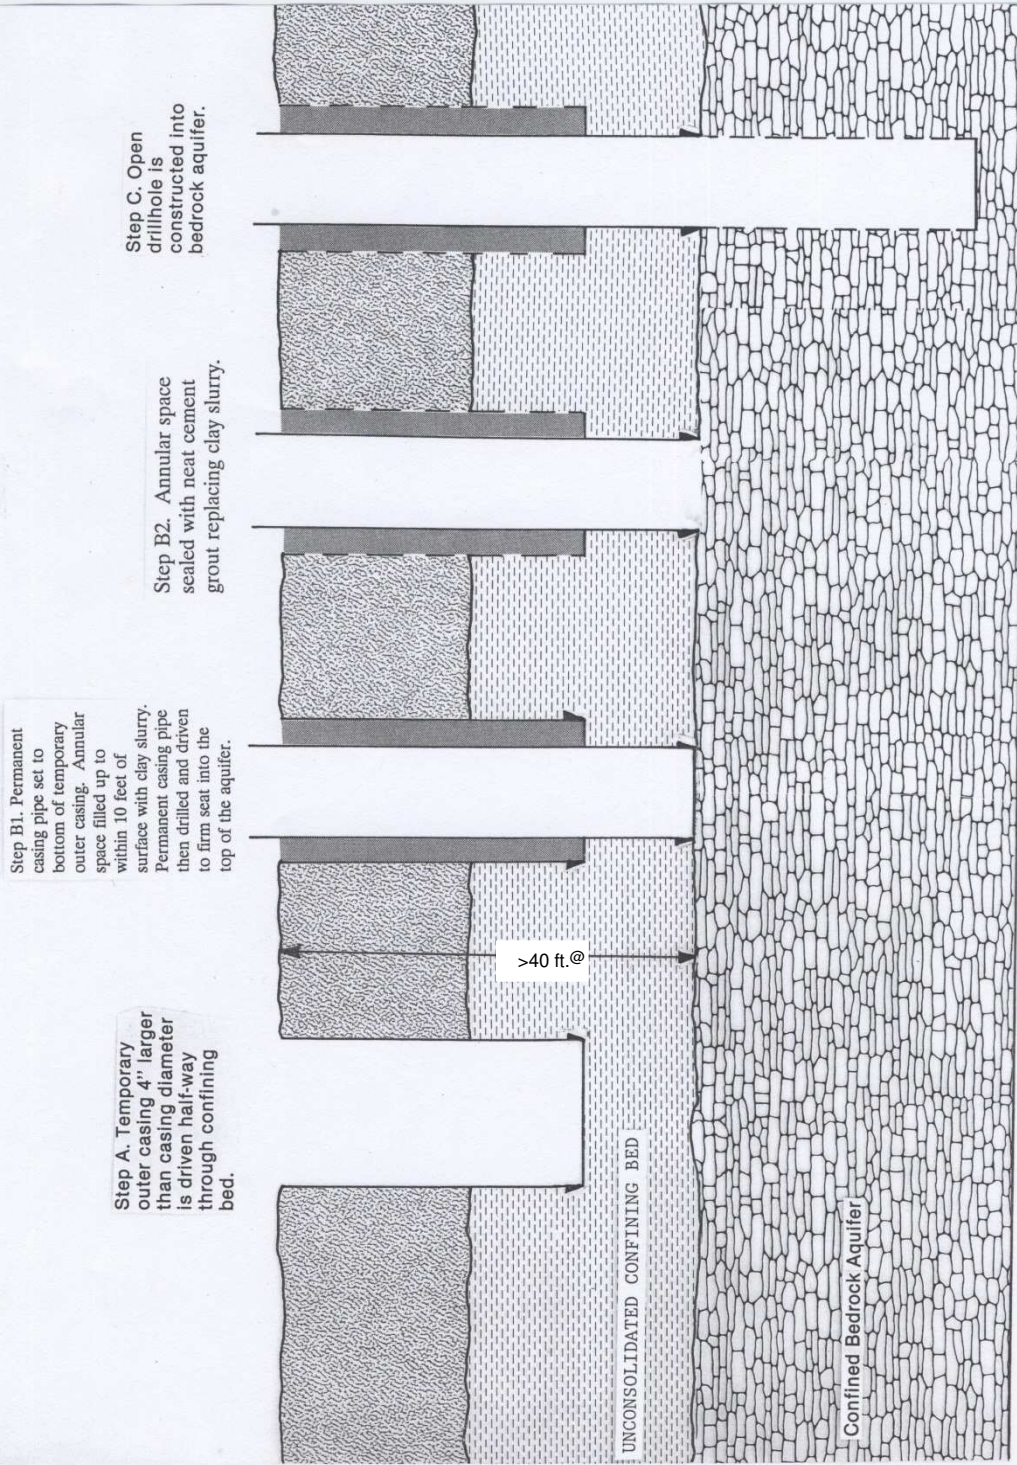 Step A. Temporary
outer casing 4" larger
than casing diameter
is driven half-way
through confining
bed.
Step B1. Permanent
casing pipe set to
bottom of temporary
outer casing. Annular
space filled up to
within 10 feet of
surface with clay slurry.
Permanent casing pipe
then drilled and driven
to firm seat into the
top of the aquifer.
Step B2. Annular space
sealed with neat cement
grout replacing clay slurry.
Step C. Open
drillhole is
constructed into
bedrock aquifer.
>40 ft.@
UNCONSOLIDATED CONFINING BED
Confined Bedrock Aquifer